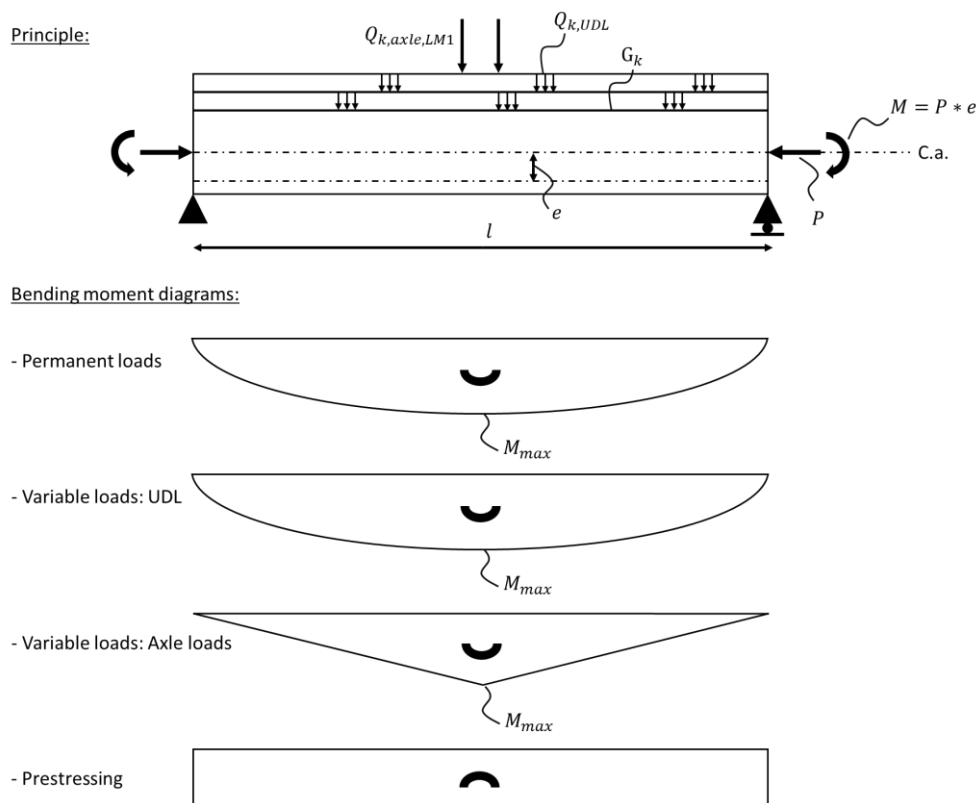 Principle:
Q_{k,axle,LM1}
Q_{k,UDL}
G_k
M = P * e
C.a.
e
P
l
Bending moment diagrams:
- Permanent loads
M_{max}
- Variable loads: UDL
M_{max}
- Variable loads: Axle loads
M_{max}
- Prestressing